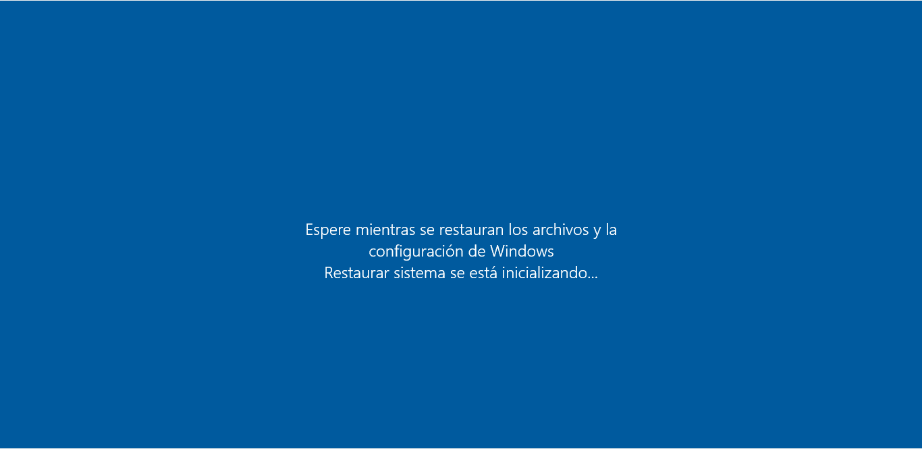 Espere mientras se restauran los archivos y la
configuración de Windows
Restaurar sistema se está inicializando...